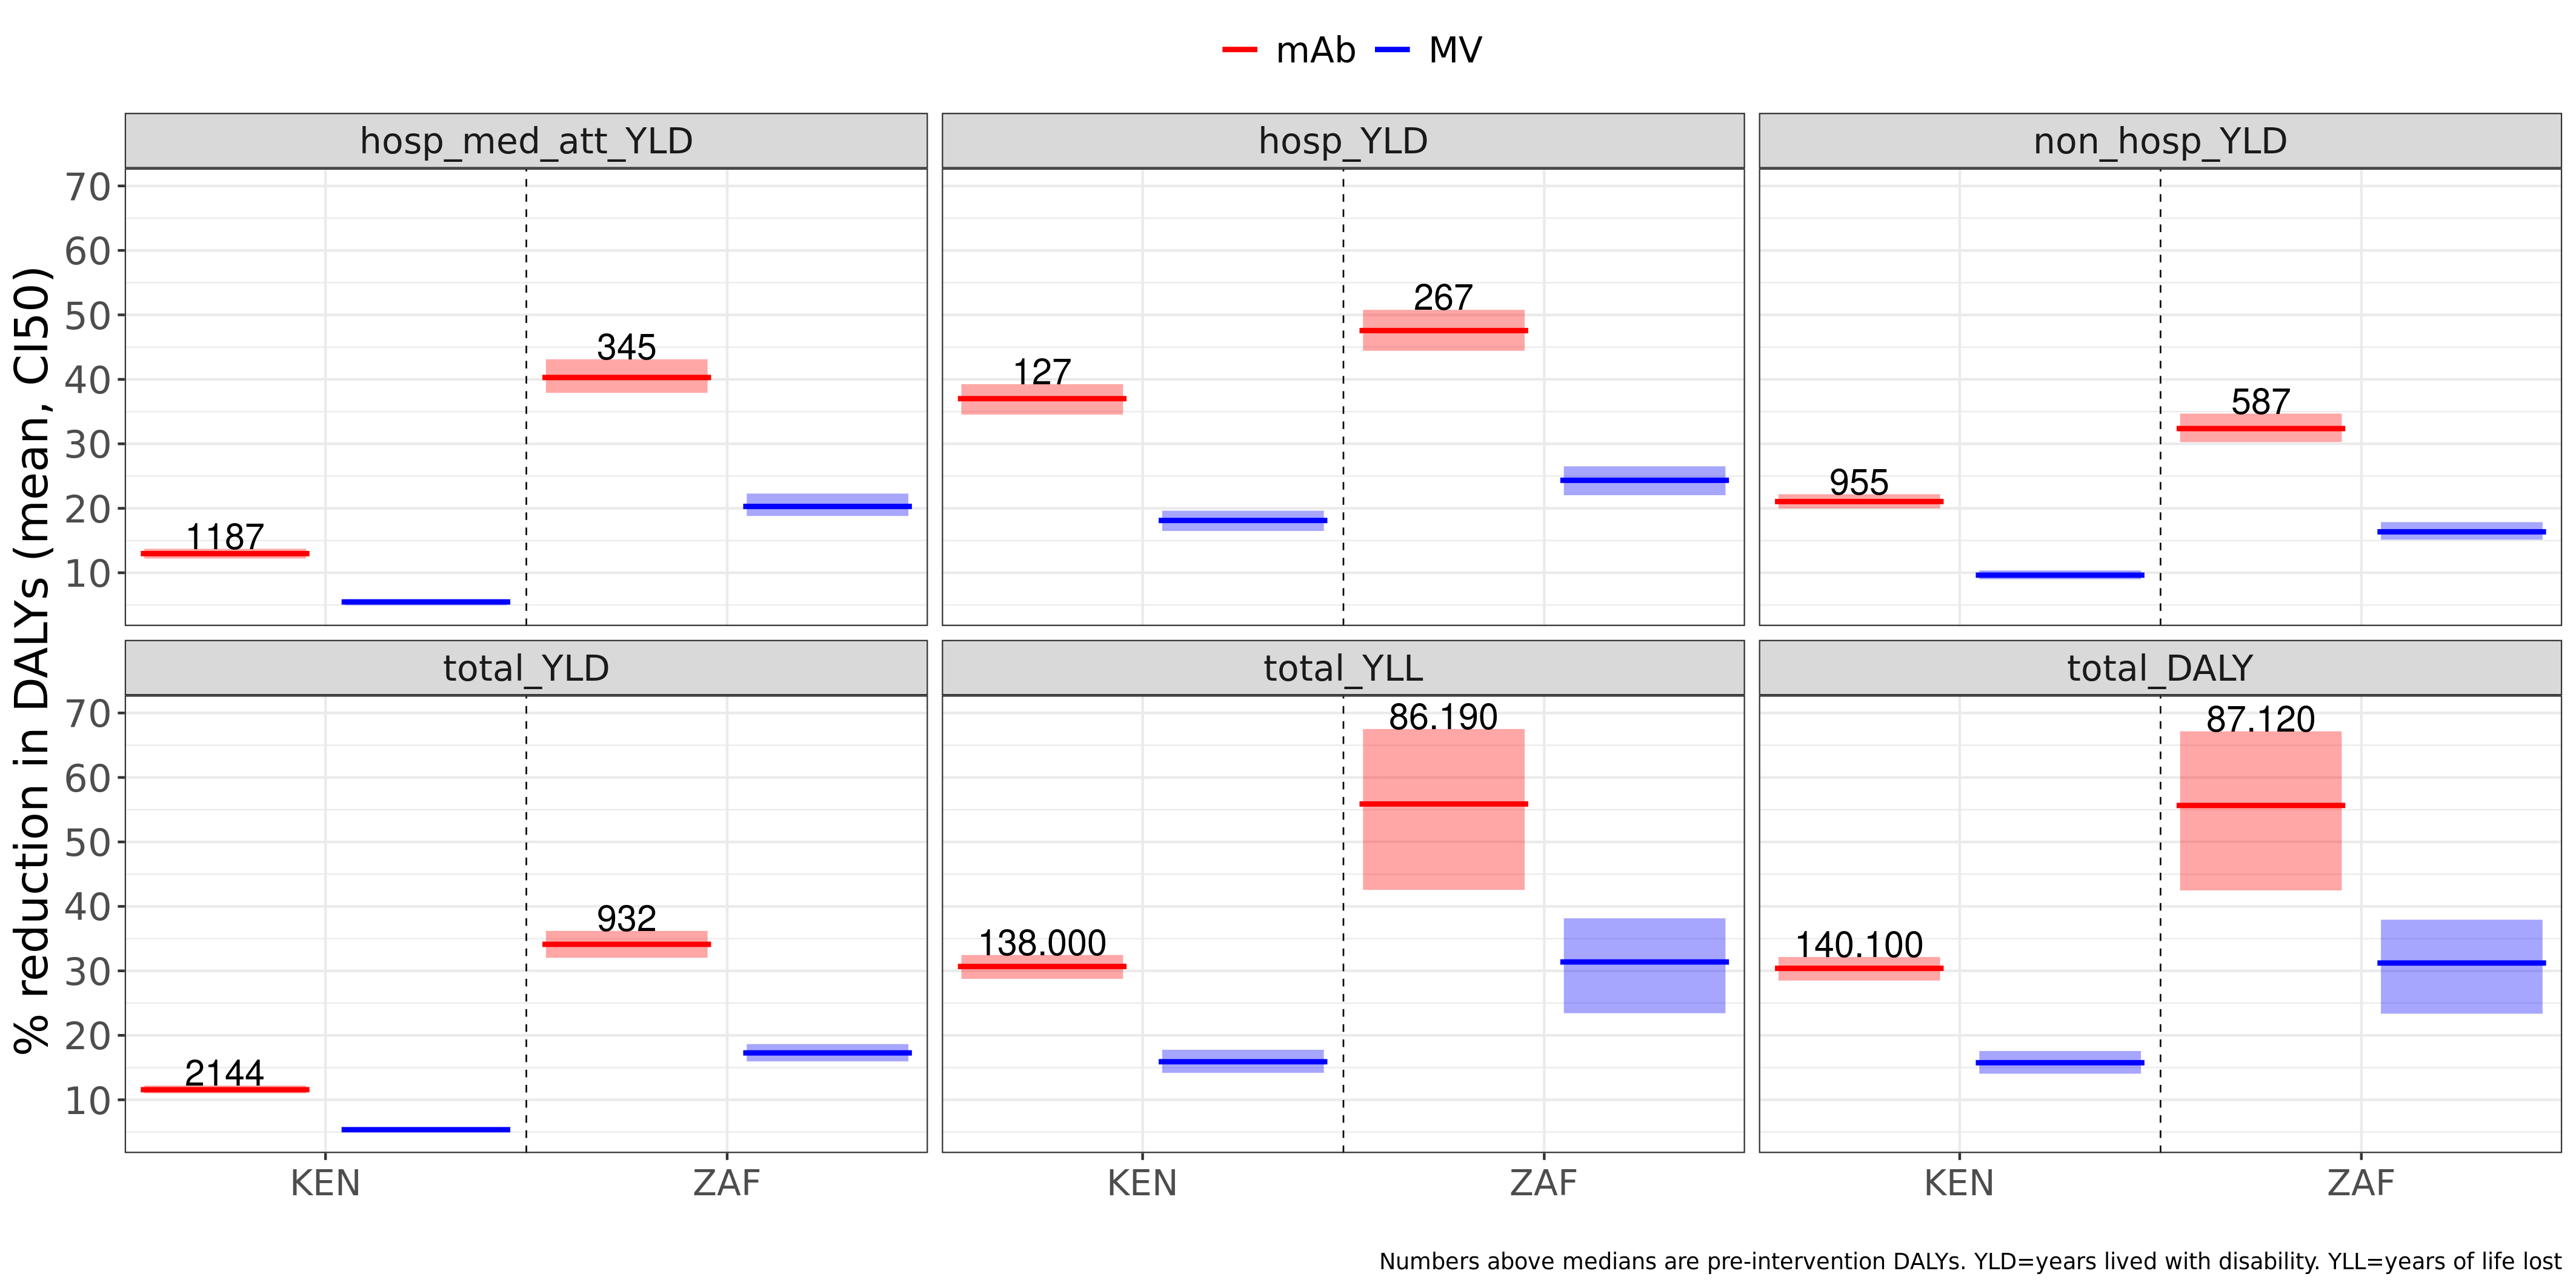 mAb MV
% reduction in DALYs (mean, CI50)
hosp_med_att_YLD
hosp_YLD
non_hosp_YLD
70
60
50
40
30
20
10
1187
345
127
267
955
587
total_YLD
total_YLL
total_DALY
70
60
50
40
30
20
10
2144
932
138.000
86.190
140.100
87.120
KEN ZAF
KEN ZAF
KEN ZAF
Numbers above medians are pre-intervention DALYs. YLD=years lived with disability. YLL=years of life lost